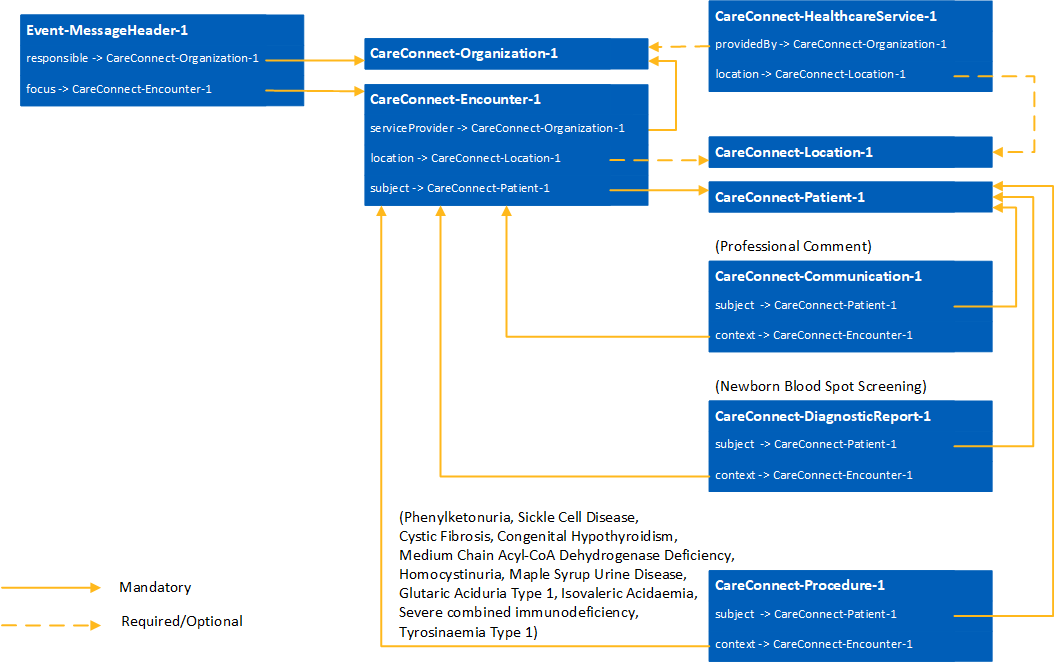 Event-MessageHeader-1
responsible -> CareConnect-Organization-1
focus -> CareConnect-Encounter-1
CareConnect-Organization-1
CareConnect-Encounter-1
serviceProvider -> CareConnect-Organization-1
location -> CareConnect-Location-1
subject -> CareConnect-Patient-1
CareConnect-HealthcareService-1
providedBy -> CareConnect-Organization-1
location -> CareConnect-Location-1
CareConnect-Location-1
CareConnect-Patient-1
(Professional Comment)
CareConnect-Communication-1
subject -> CareConnect-Patient-1
context -> CareConnect-Encounter-1
(Newborn Blood Spot Screening)
CareConnect-DiagnosticReport-1
subject -> CareConnect-Patient-1
context -> CareConnect-Encounter-1
(Phenylketonuria, Sickle Cell Disease,
Cystic Fibrosis, Congenital Hypothyroidism,
Medium Chain Acyl-CoA Dehydrogenase Deficiency,
Homocystinuria, Maple Syrup Urine Disease,
Glutaric Aciduria Type 1, Isovaleric Acidaemia,
Severe combined immunodeficiency,
Tyrosinaemia Type 1)
CareConnect-Procedure-1
subject -> CareConnect-Patient-1
context -> CareConnect-Encounter-1
Mandatory
Required/Optional